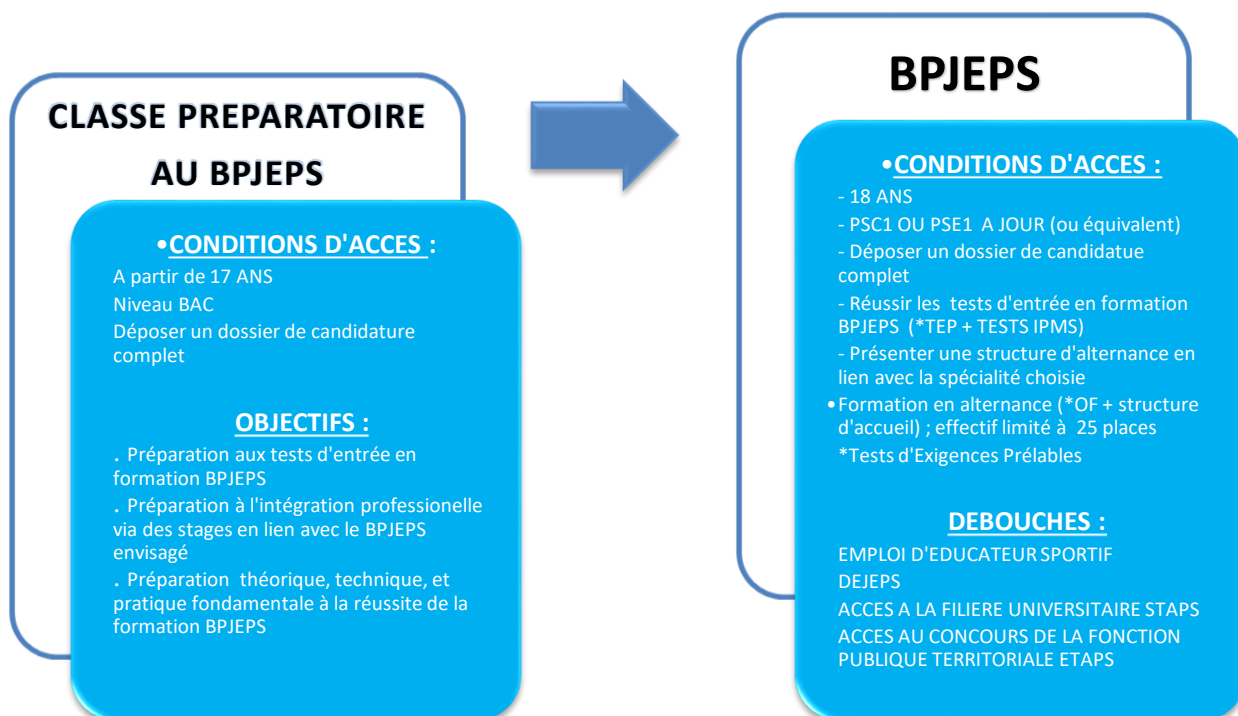 CLASSE PREPARATOIRE
AU BPJEPS
•CONDITIONS D'ACCES :
A partir de 17 ANS
Niveau BAC
Déposer un dossier de candidature
complet
OBJECTIFS :
. Préparation aux tests d'entrée en
formation BPJEPS
. Préparation à l'intégration professionelle
via des stages en lien avec le BPJEPS
envisagé
. Préparation théorique, technique, et
pratique fondamentale à la réussite de la
formation BPJEPS
BPJEPS
•CONDITIONS D'ACCES :
- 18 ANS
- PSC1 OU PSE1 A JOUR (ou équivalent)
- Déposer un dossier de candidatue
complet
- Réussir les tests d'entrée en formation
BPJEPS (*TEP + TESTS IPMS)
- Présenter une structure d'alternance en
lien avec la spécialité choisie
•Formation en alternance (*OF + structure
d'accueil) ; effectif limité à 25 places
*Tests d'Exigences Prélables
DEBOUCHES :
EMPLOI D'EDUCATEUR SPORTIF
DEJEPS
ACCES A LA FILIERE UNIVERSITAIRE STAPS
ACCES AU CONCOURS DE LA FONCTION
PUBLIQUE TERRITORIALE ETAPS